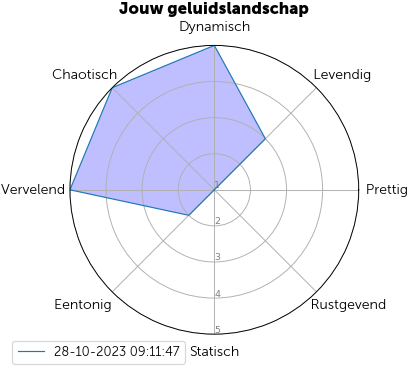 Jouw geluidslandschap
Dynamisch
Chaotisch
Levendig
Vervelend
1
Prettig
2
3
4
Eentonig
Rustgevend
5
28-10-2023 09:11:47
Statisch